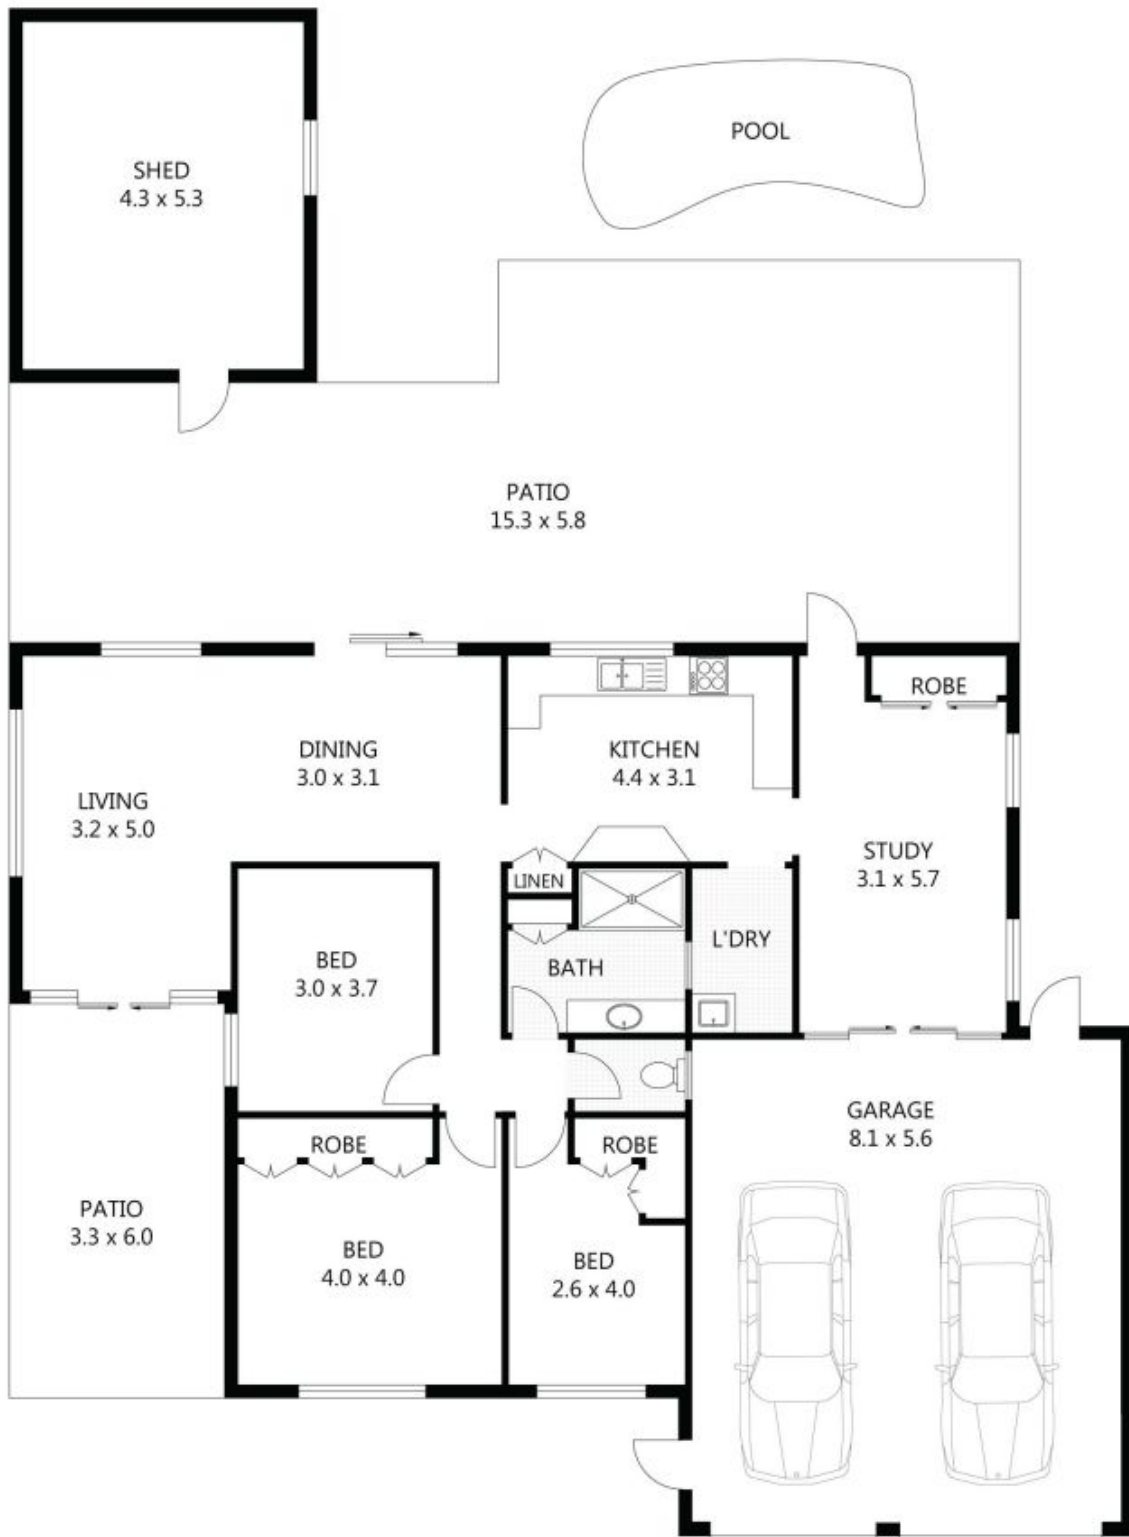 POOL
SHED
4.3 x 5.3
PATIO
15.3 x 5.8
ROBE
DINING
3.0 x 3.1
KITCHEN
4.4 x 3.1
LIVING
3.2 x 5.0
STUDY
3.1 x 5.7
LINEN
L'DRY
BED
3.0 x 3.7
BATH
GARAGE
8.1 x 5.6
ROBE
ROBE
PATIO
3.3 x 6.0
BED
4.0 x 4.0
BED
2.6 x 4.0